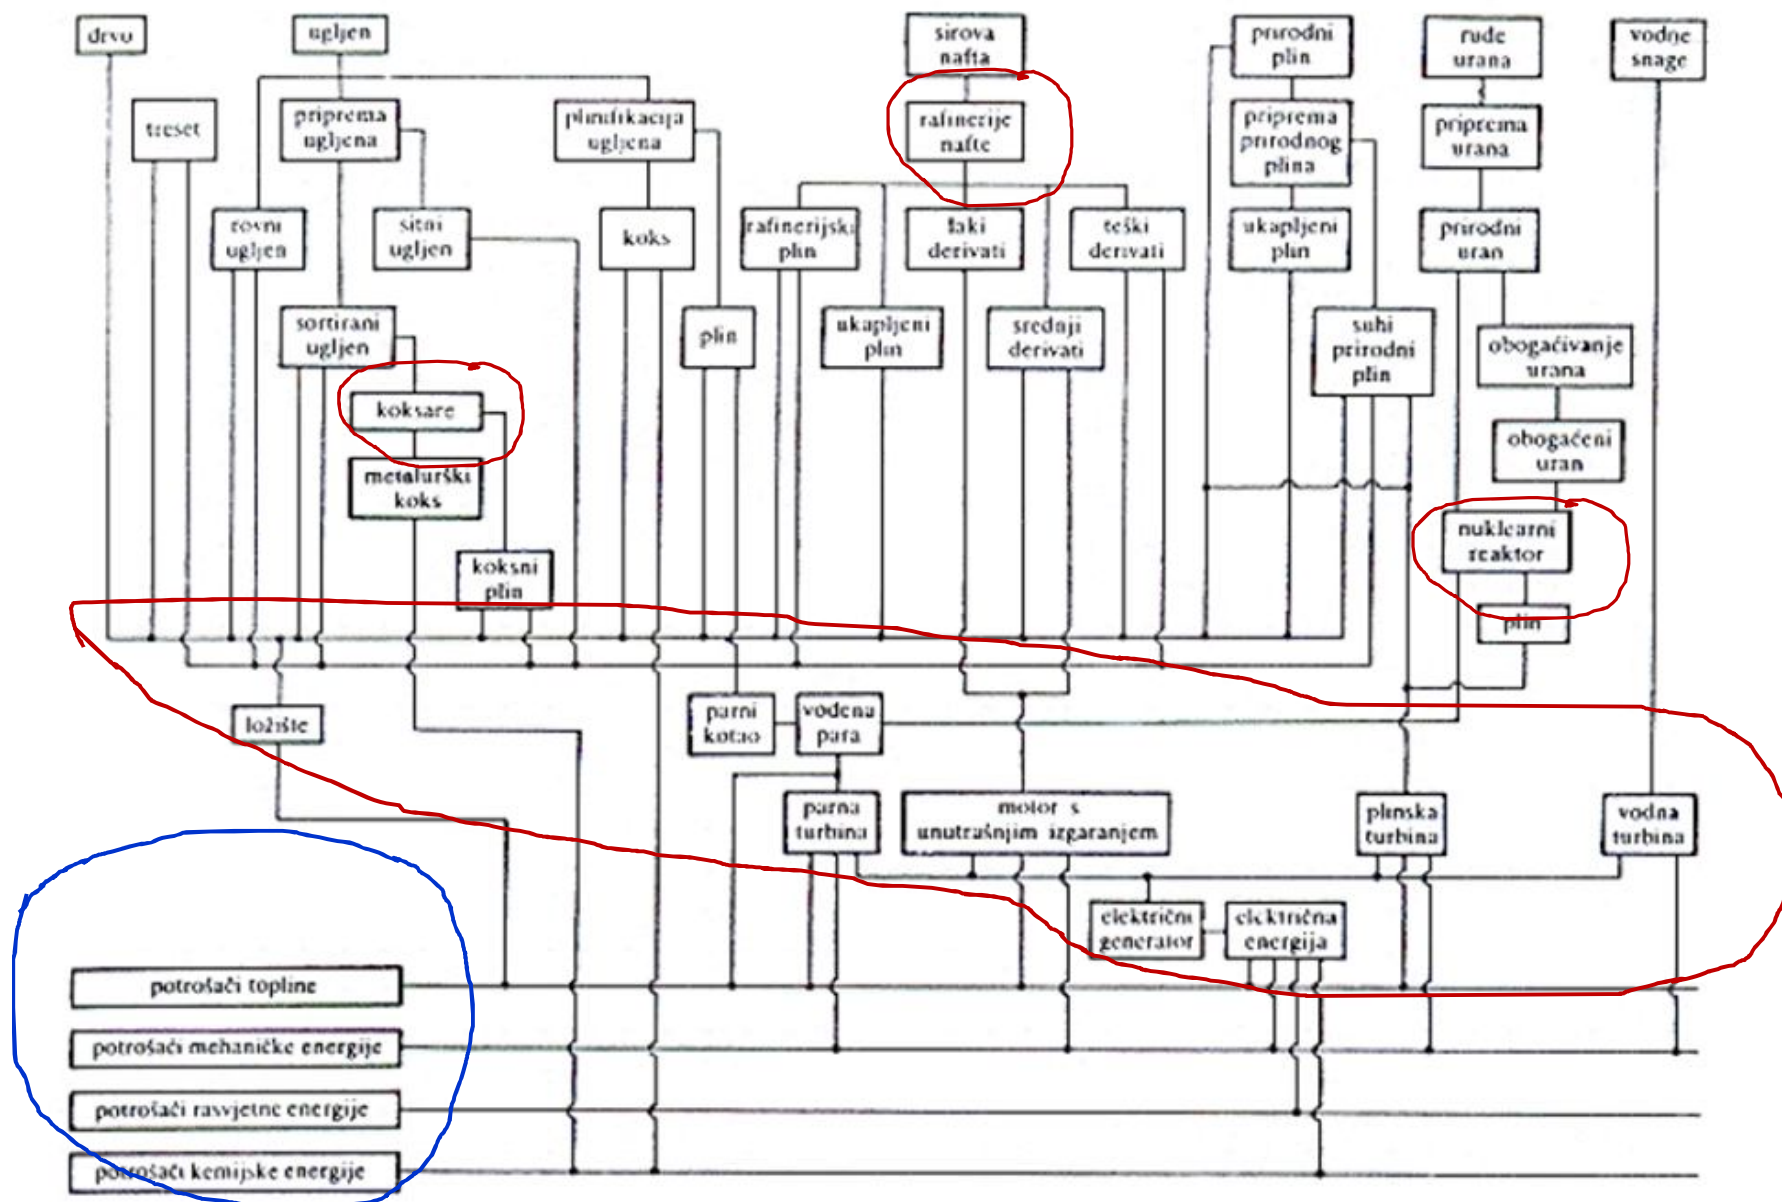 drvo
ugljen
sirova
nafta
prirodni
plin
rude
urana
vodne
snage
treset
priprema
ugljena
plinifikacija
ugljena
rafinerije
nafte
priprema
prirodnog
plina
priprema
urana
rovni
ugljen
sitni
ugljen
koks
rafinerijski
plin
laki
derivati
teški
derivati
ukapljeni
plin
prirodni
uran
sortirani
ugljen
plin
ukapljeni
plin
srednji
derivati
suhi
prirodni
plin
obogaćivanje
urana
koksare
obogaćeni
uran
metalurški
koks
nuklearni
reaktor
koksni
plin
plin
ložište
parni
kotao
vodena
para
parna
turbina
motor s
unutrašnjim izgaranjem
plinska
turbina
vodna
turbina
električni
generator
električna
energija
potrošači topline
potrošači mehaničke energije
potrošači rasvjetne energije
potrošači kemijske energije